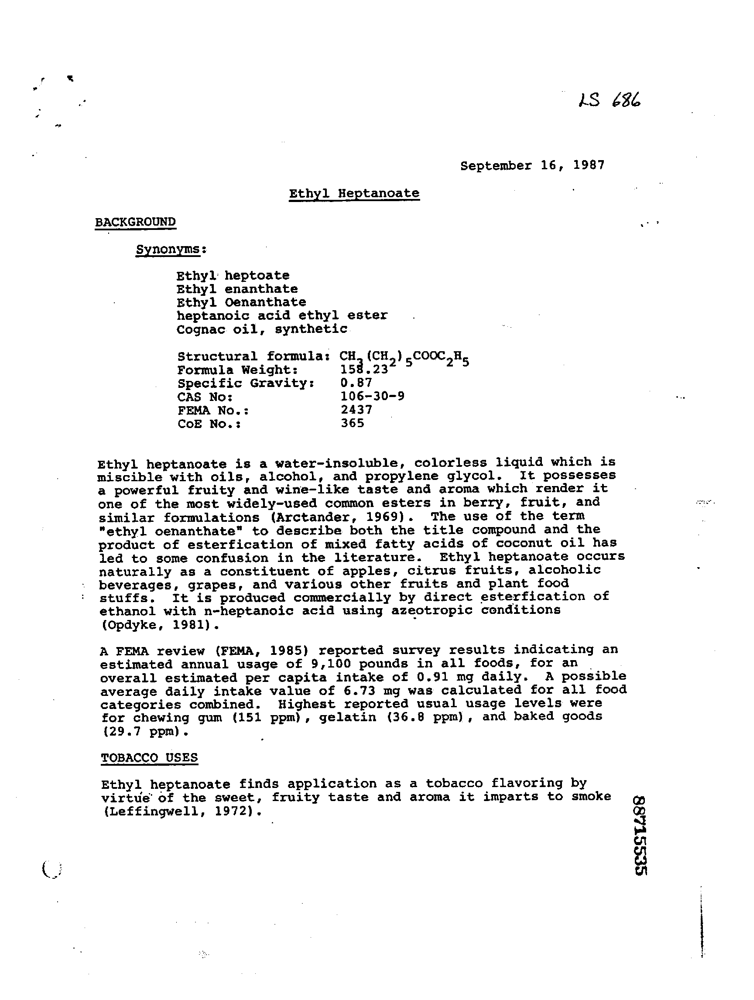 LS 686
September 16, 1987
Ethyl Heptanoate
BACKGROUND
Synonyms:
Ethyl heptoate
Ethyl enanthate
Ethyl Oenanthate
heptanoic acid ethyl ester
Cognac oil, synthetic
Structural formula: CH3(CH2)5COOC2H5
Formula Weight: 158.23
Specific Gravity: 0.87
CAS No: 106-30-9
FEMA No.: 2437
CoE No.: 365
Ethyl heptanoate is a water-insoluble, colorless liquid which is
miscible with oils, alcohol, and propylene glycol. It possesses
a powerful fruity and wine-like taste and aroma which render it
one of the most widely-used common esters in berry, fruit, and
similar formulations (Arctander, 1969). The use of the term
"ethyl oenanthate" to describe both the title compound and the
product of esterfication of mixed fatty acids of coconut oil has
led to some confusion in the literature. Ethyl heptanoate occurs
naturally as a constituent of apples, citrus fruits, alcoholic
beverages, grapes, and various other fruits and plant food
stuffs. It is produced commercially by direct esterfication of
ethanol with n-heptanoic acid using azeotropic conditions
(Opdyke, 1981).
A FEMA review (FEMA, 1985) reported survey results indicating an
estimated annual usage of 9,100 pounds in all foods, for an
overall estimated per capita intake of 0.91 mg daily. A possible
average daily intake value of 6.73 mg was calculated for all food
categories combined. Highest reported usual usage levels were
for chewing gum (151 ppm), gelatin (36.8 ppm), and baked goods
(29.7 ppm).
TOBACCO USES
Ethyl heptanoate finds application as a tobacco flavoring by
virtue of the sweet, fruity taste and aroma it imparts to smoke
(Leffingwell, 1972).
88715535